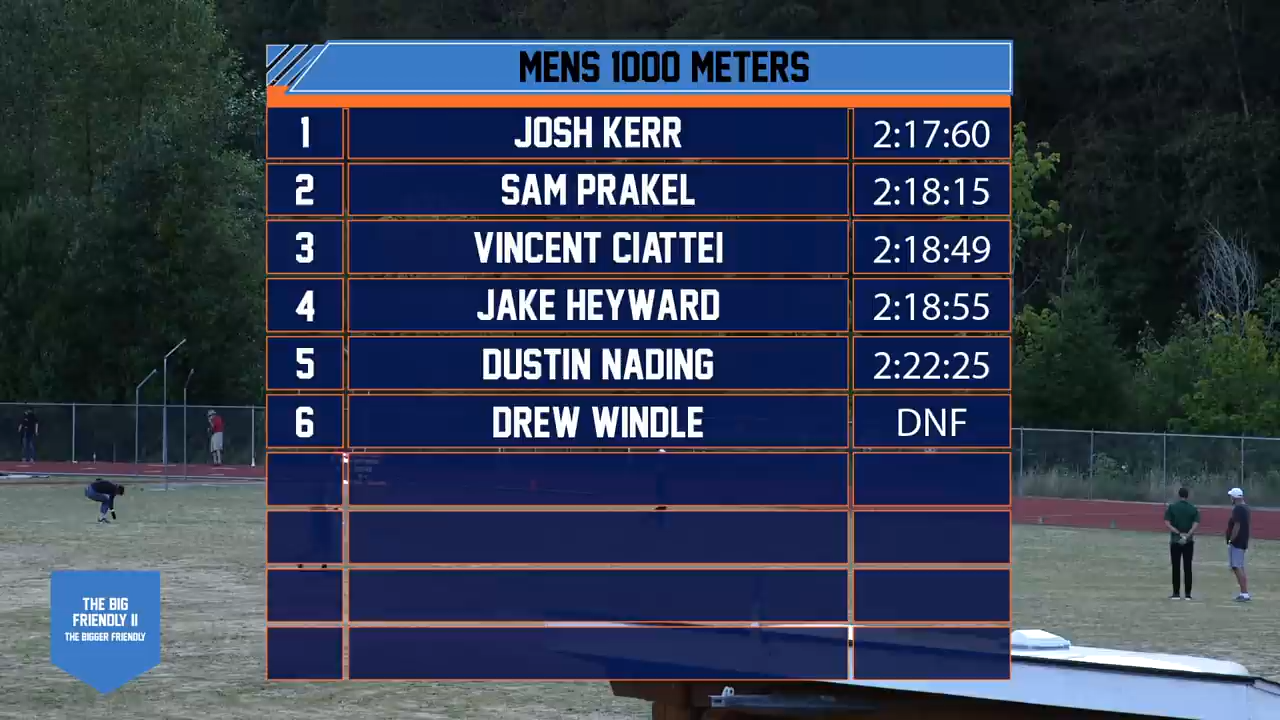 MENS 1000 METERS
1 JOSH KERR 2:17:60
2 SAM PRAKEL 2:18:15
3 VINCENT CIATTEI 2:18:49
4 JAKE HEYWARD 2:18:55
5 DUSTIN NADING 2:22:25
6 DREW WINDLE DNF
THE BIG
FRIENDLY II
THE BIGGER FRIENDLY